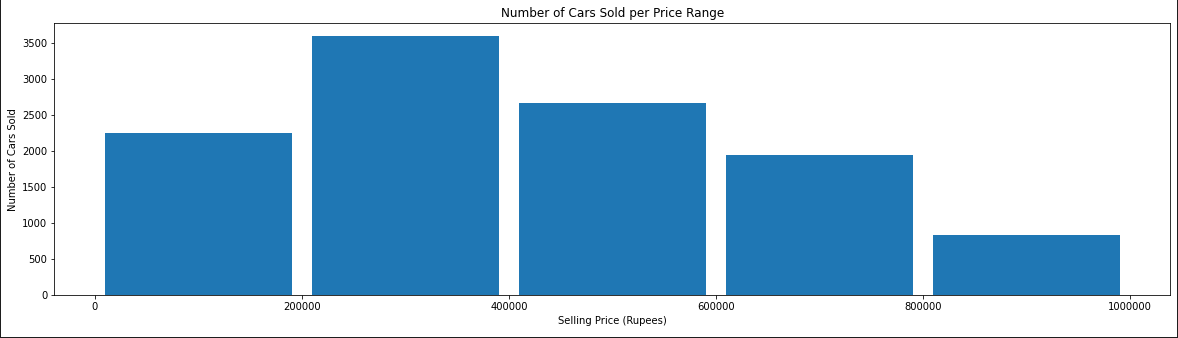 Number of Cars Sold per Price Range
3500
3000
2500
2000
1500
1000
500
0
Number of Cars Sold
0 200000 400000 600000 800000 1000000
Selling Price (Rupees)